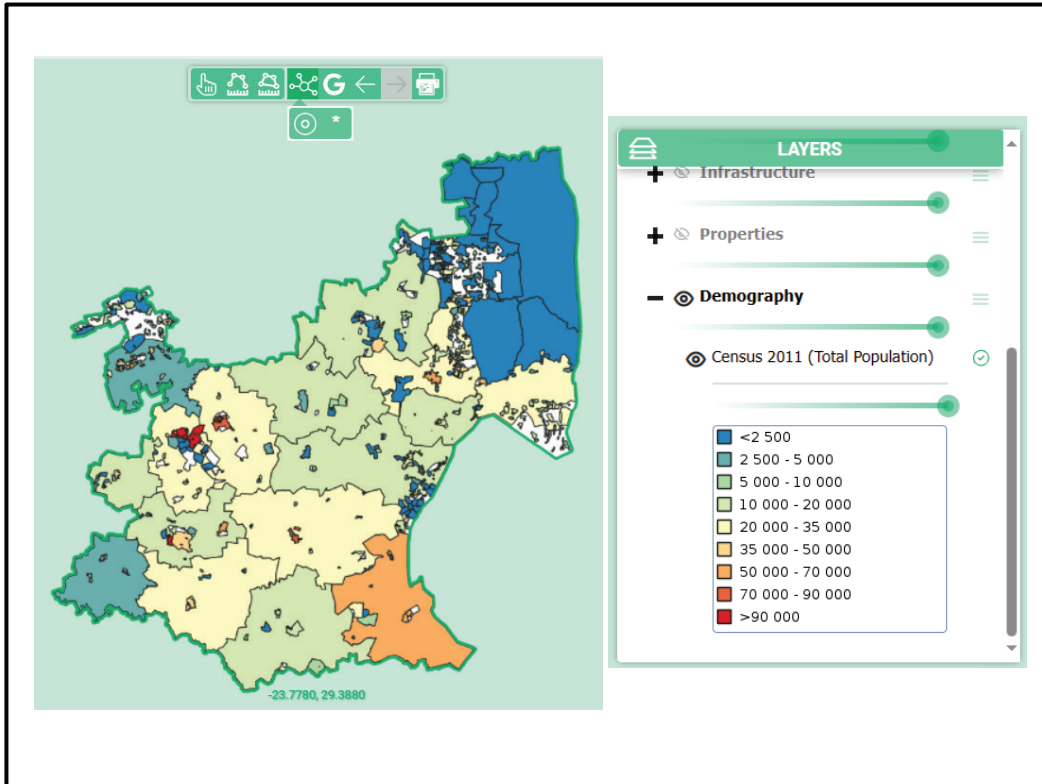 G
*
-23.7780, 29.3880
LAYERS
Infrastructure
Properties
Demography
Census 2011 (Total Population)
<2 500
2 500 - 5 000
5 000 - 10 000
10 000 - 20 000
20 000 - 35 000
35 000 - 50 000
50 000 - 70 000
70 000 - 90 000
>90 000